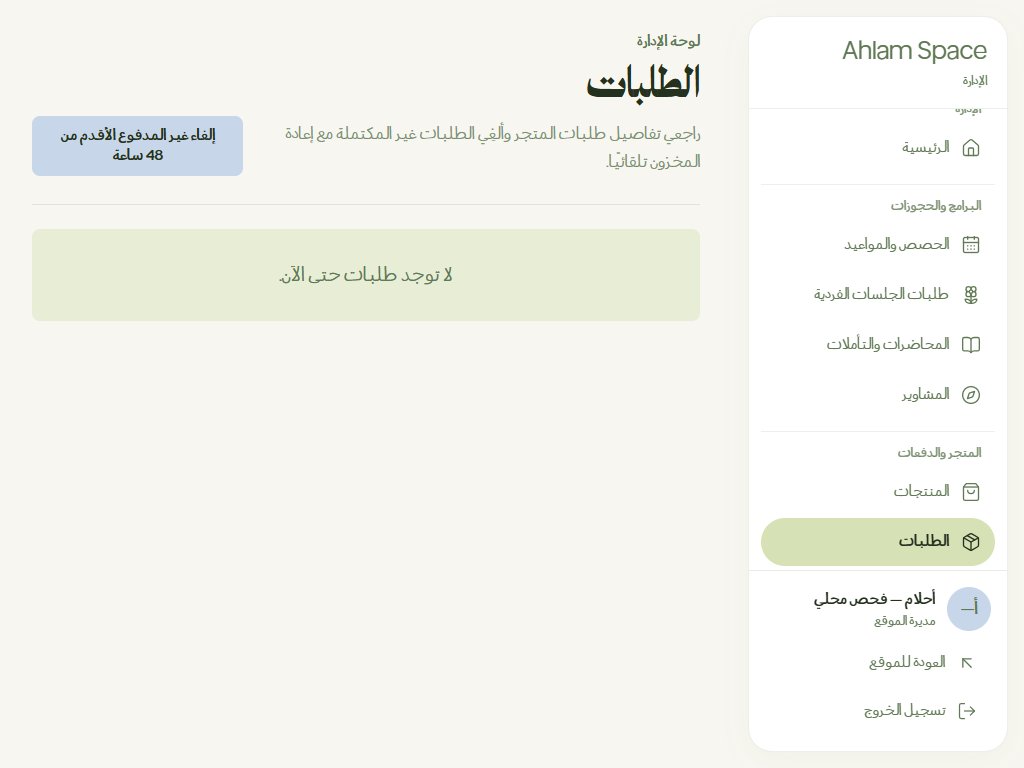 Ahlam Space
الإدارة
الإدارة
الرئيسية
البرامج والحجوزات
الحصص والمواعيد
طلبات الجلسات الفردية
المحاضرات والتأملات
المشاوير
المتجر والدفعات
المنتجات
الطلبات
أ—
أحلام — فحص محلي
مديرة الموقع
العودة للموقع
تسجيل الخروج
لوحة الإدارة
الطلبات
راجعي تفاصيل طلبات المتجر وألغِي الطلبات غير المكتملة مع إعادة
المخزون تلقائيًا.
إلغاء غير المدفوع الأقدم من
48 ساعة
لا توجد طلبات حتى الآن.